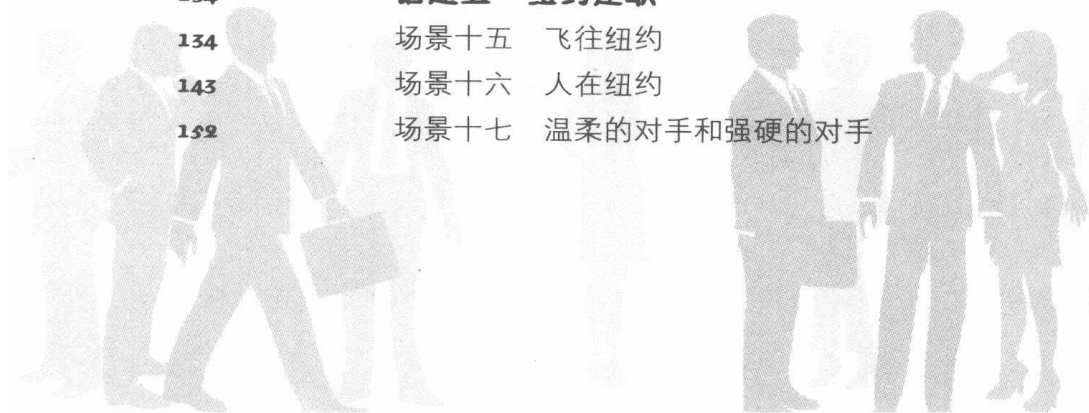 134 场景十五 飞往纽约
143 场景十六 人在纽约
152 场景十七 温柔的对手和强硬的对手